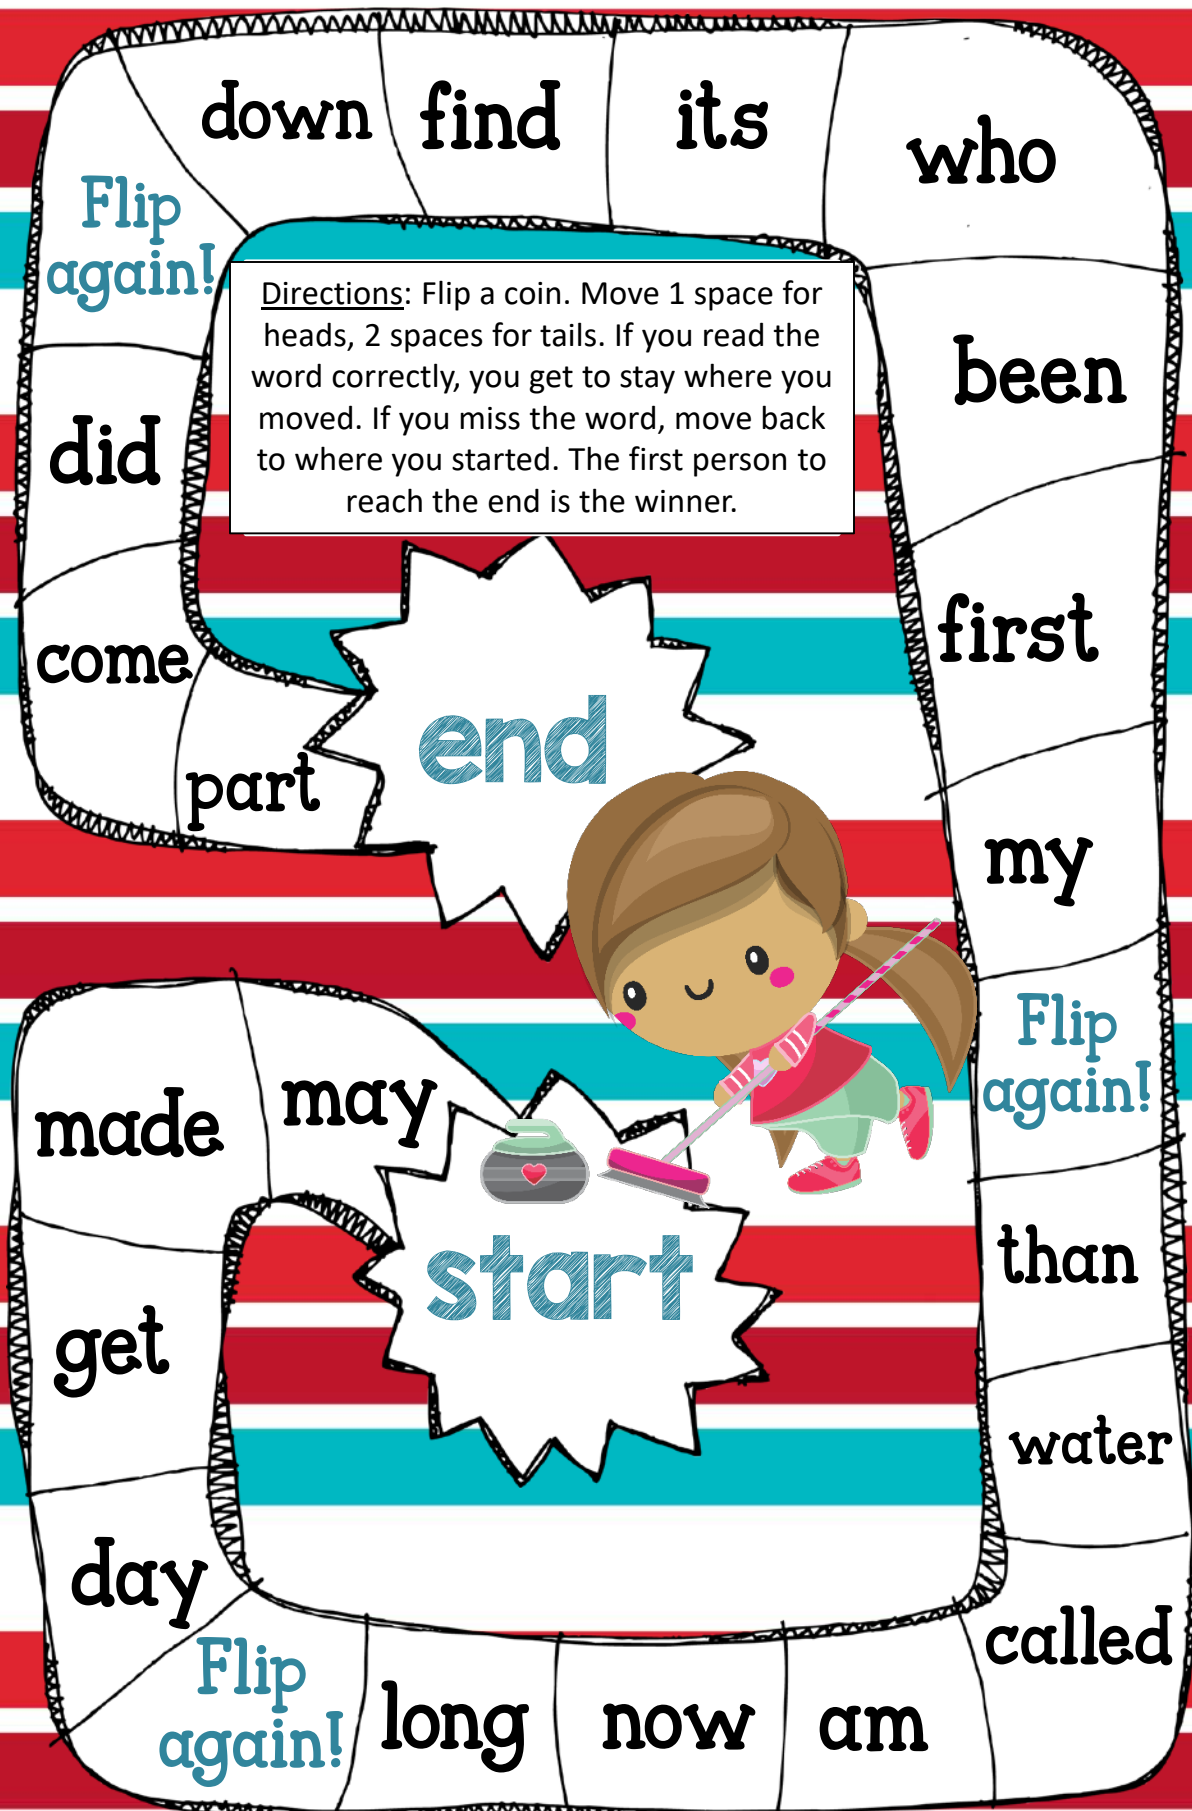 down
find
its
who
Flip
again!
Directions: Flip a coin. Move 1 space for
heads, 2 spaces for tails. If you read the
word correctly, you get to stay where you
moved. If you miss the word, move back
to where you started. The first person to
reach the end is the winner.
been
did
first
come
end
part
my
Flip
again!
made
may
than
start
get
water
day
called
Flip
again!
long
now
am